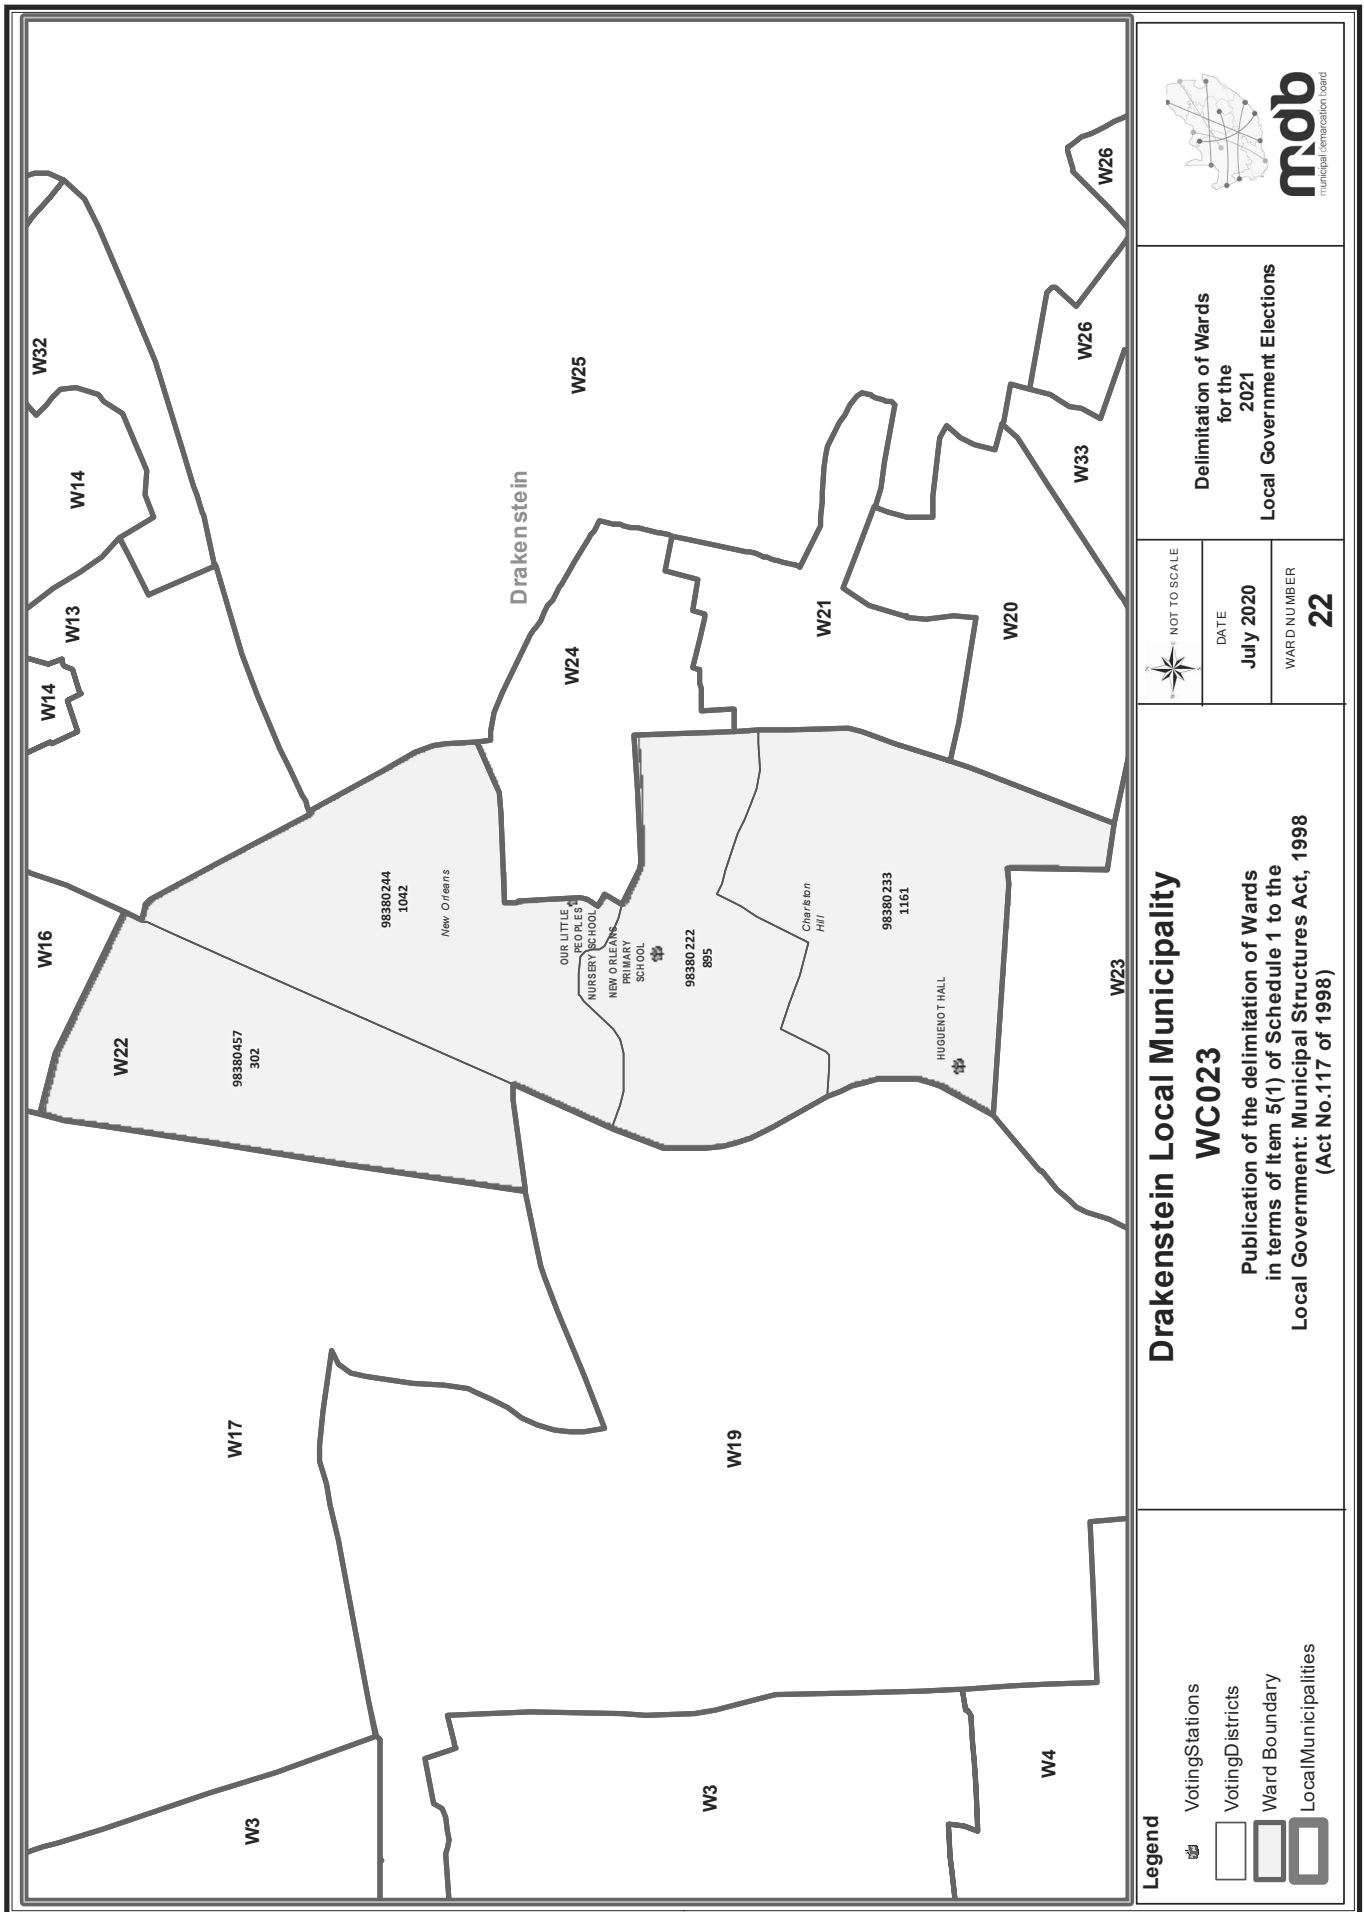 W3
W17
W22
W16
W14
W13
W14
W32
98380457
302
98380244
1042
New Orleans
Drakenstein
W25
W24
OUR LITTLE
PEOPLES
NURSERY SCHOOL
NEW ORLEANS
PRIMARY
SCHOOL
98380222
895
W3
W19
Charlston
Hill
98380233
1161
W21
HUGUENOT HALL
W20
W4
W23
W33
W26
W26
Legend
VotingStations
VotingDistricts
Ward Boundary
LocalMunicipalities
Drakenstein Local Municipality
WC023
Publication of the delimitation of Wards
in terms of Item 5(1) of Schedule 1 to the
Local Government: Municipal Structures Act, 1998
(Act No.117 of 1998)
N
E
S
W
NOT TO SCALE
DATE
July 2020
WARD NUMBER
22
Delimitation of Wards
for the
2021
Local Government Elections
mdb
municipal demarcation board